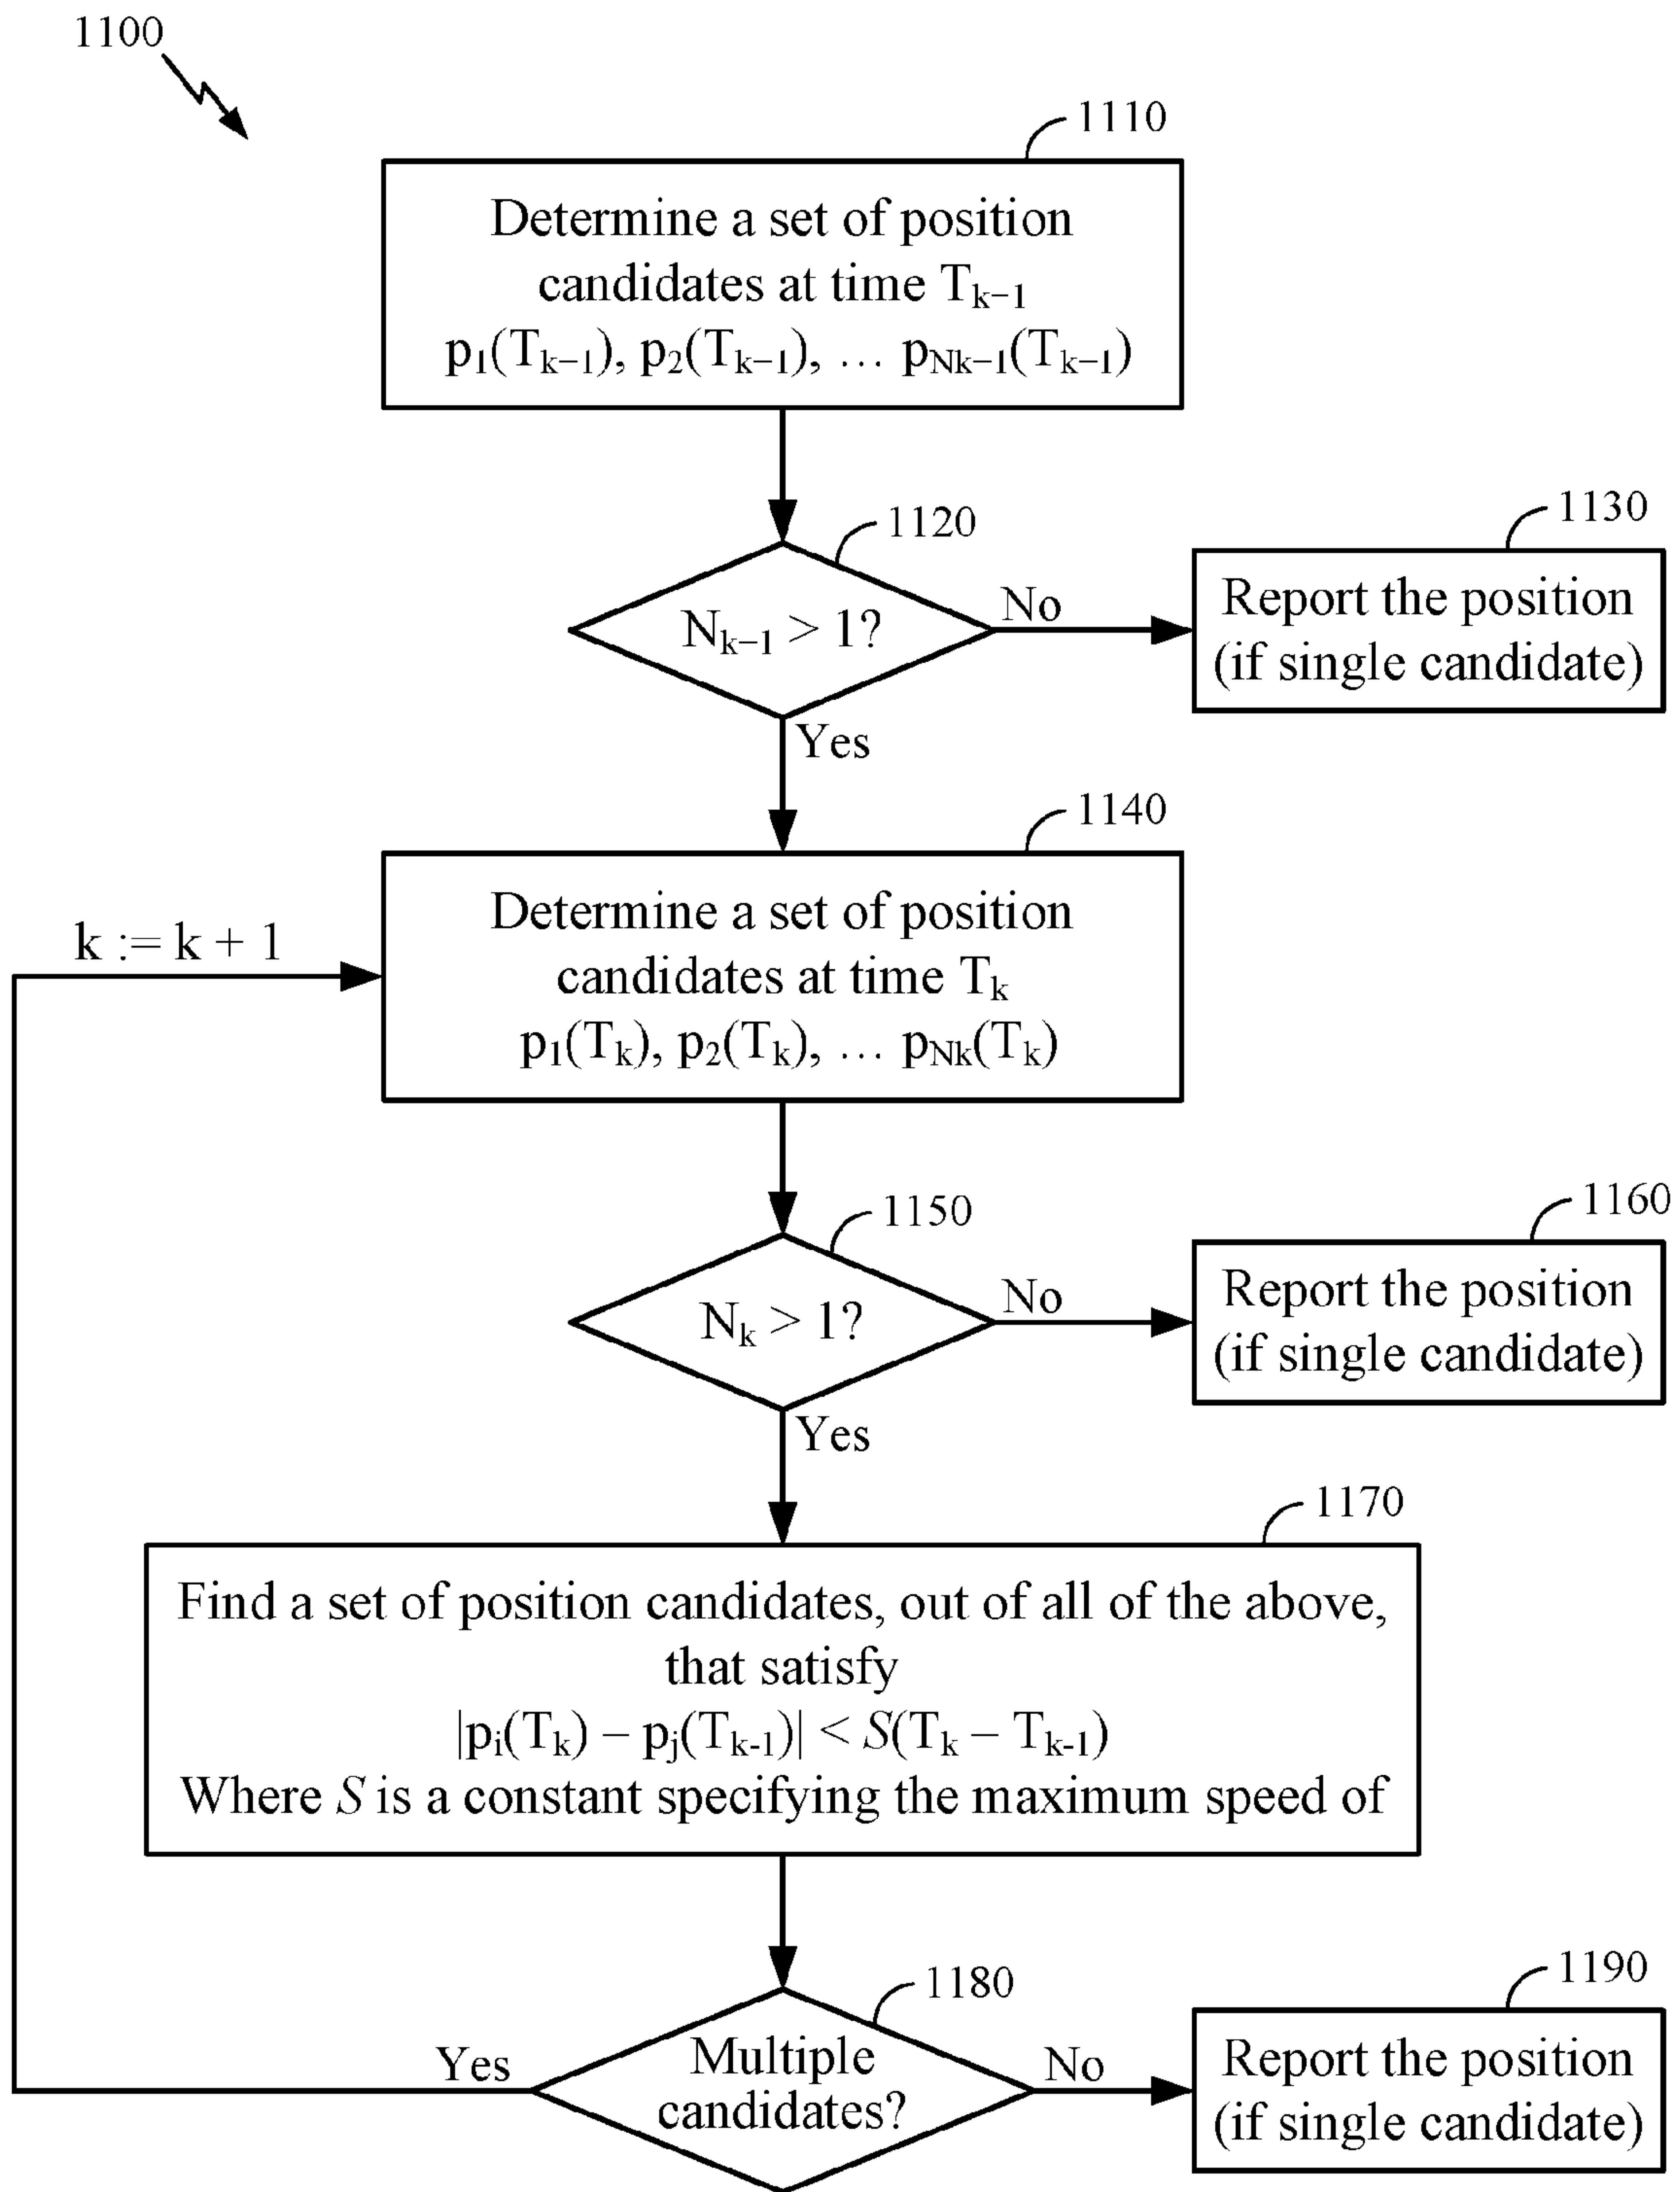 1100
1110
Determine a set of position
candidates at time Tₖ₋₁
p₁(Tₖ₋₁), p₂(Tₖ₋₁), … p_Nk−1(Tₖ₋₁)
1120
Nₖ₋₁ > 1?
No
1130
Report the position
(if single candidate)
Yes
1140
k := k + 1
Determine a set of position
candidates at time Tₖ
p₁(Tₖ), p₂(Tₖ), … p_Nk(Tₖ)
1150
Nₖ > 1?
No
1160
Report the position
(if single candidate)
Yes
1170
Find a set of position candidates, out of all of the above,
that satisfy
|pᵢ(Tₖ) – pⱼ(Tₖ₋₁)| < S(Tₖ – Tₖ₋₁)
Where S is a constant specifying the maximum speed of
1180
Yes
Multiple
candidates?
No
1190
Report the position
(if single candidate)